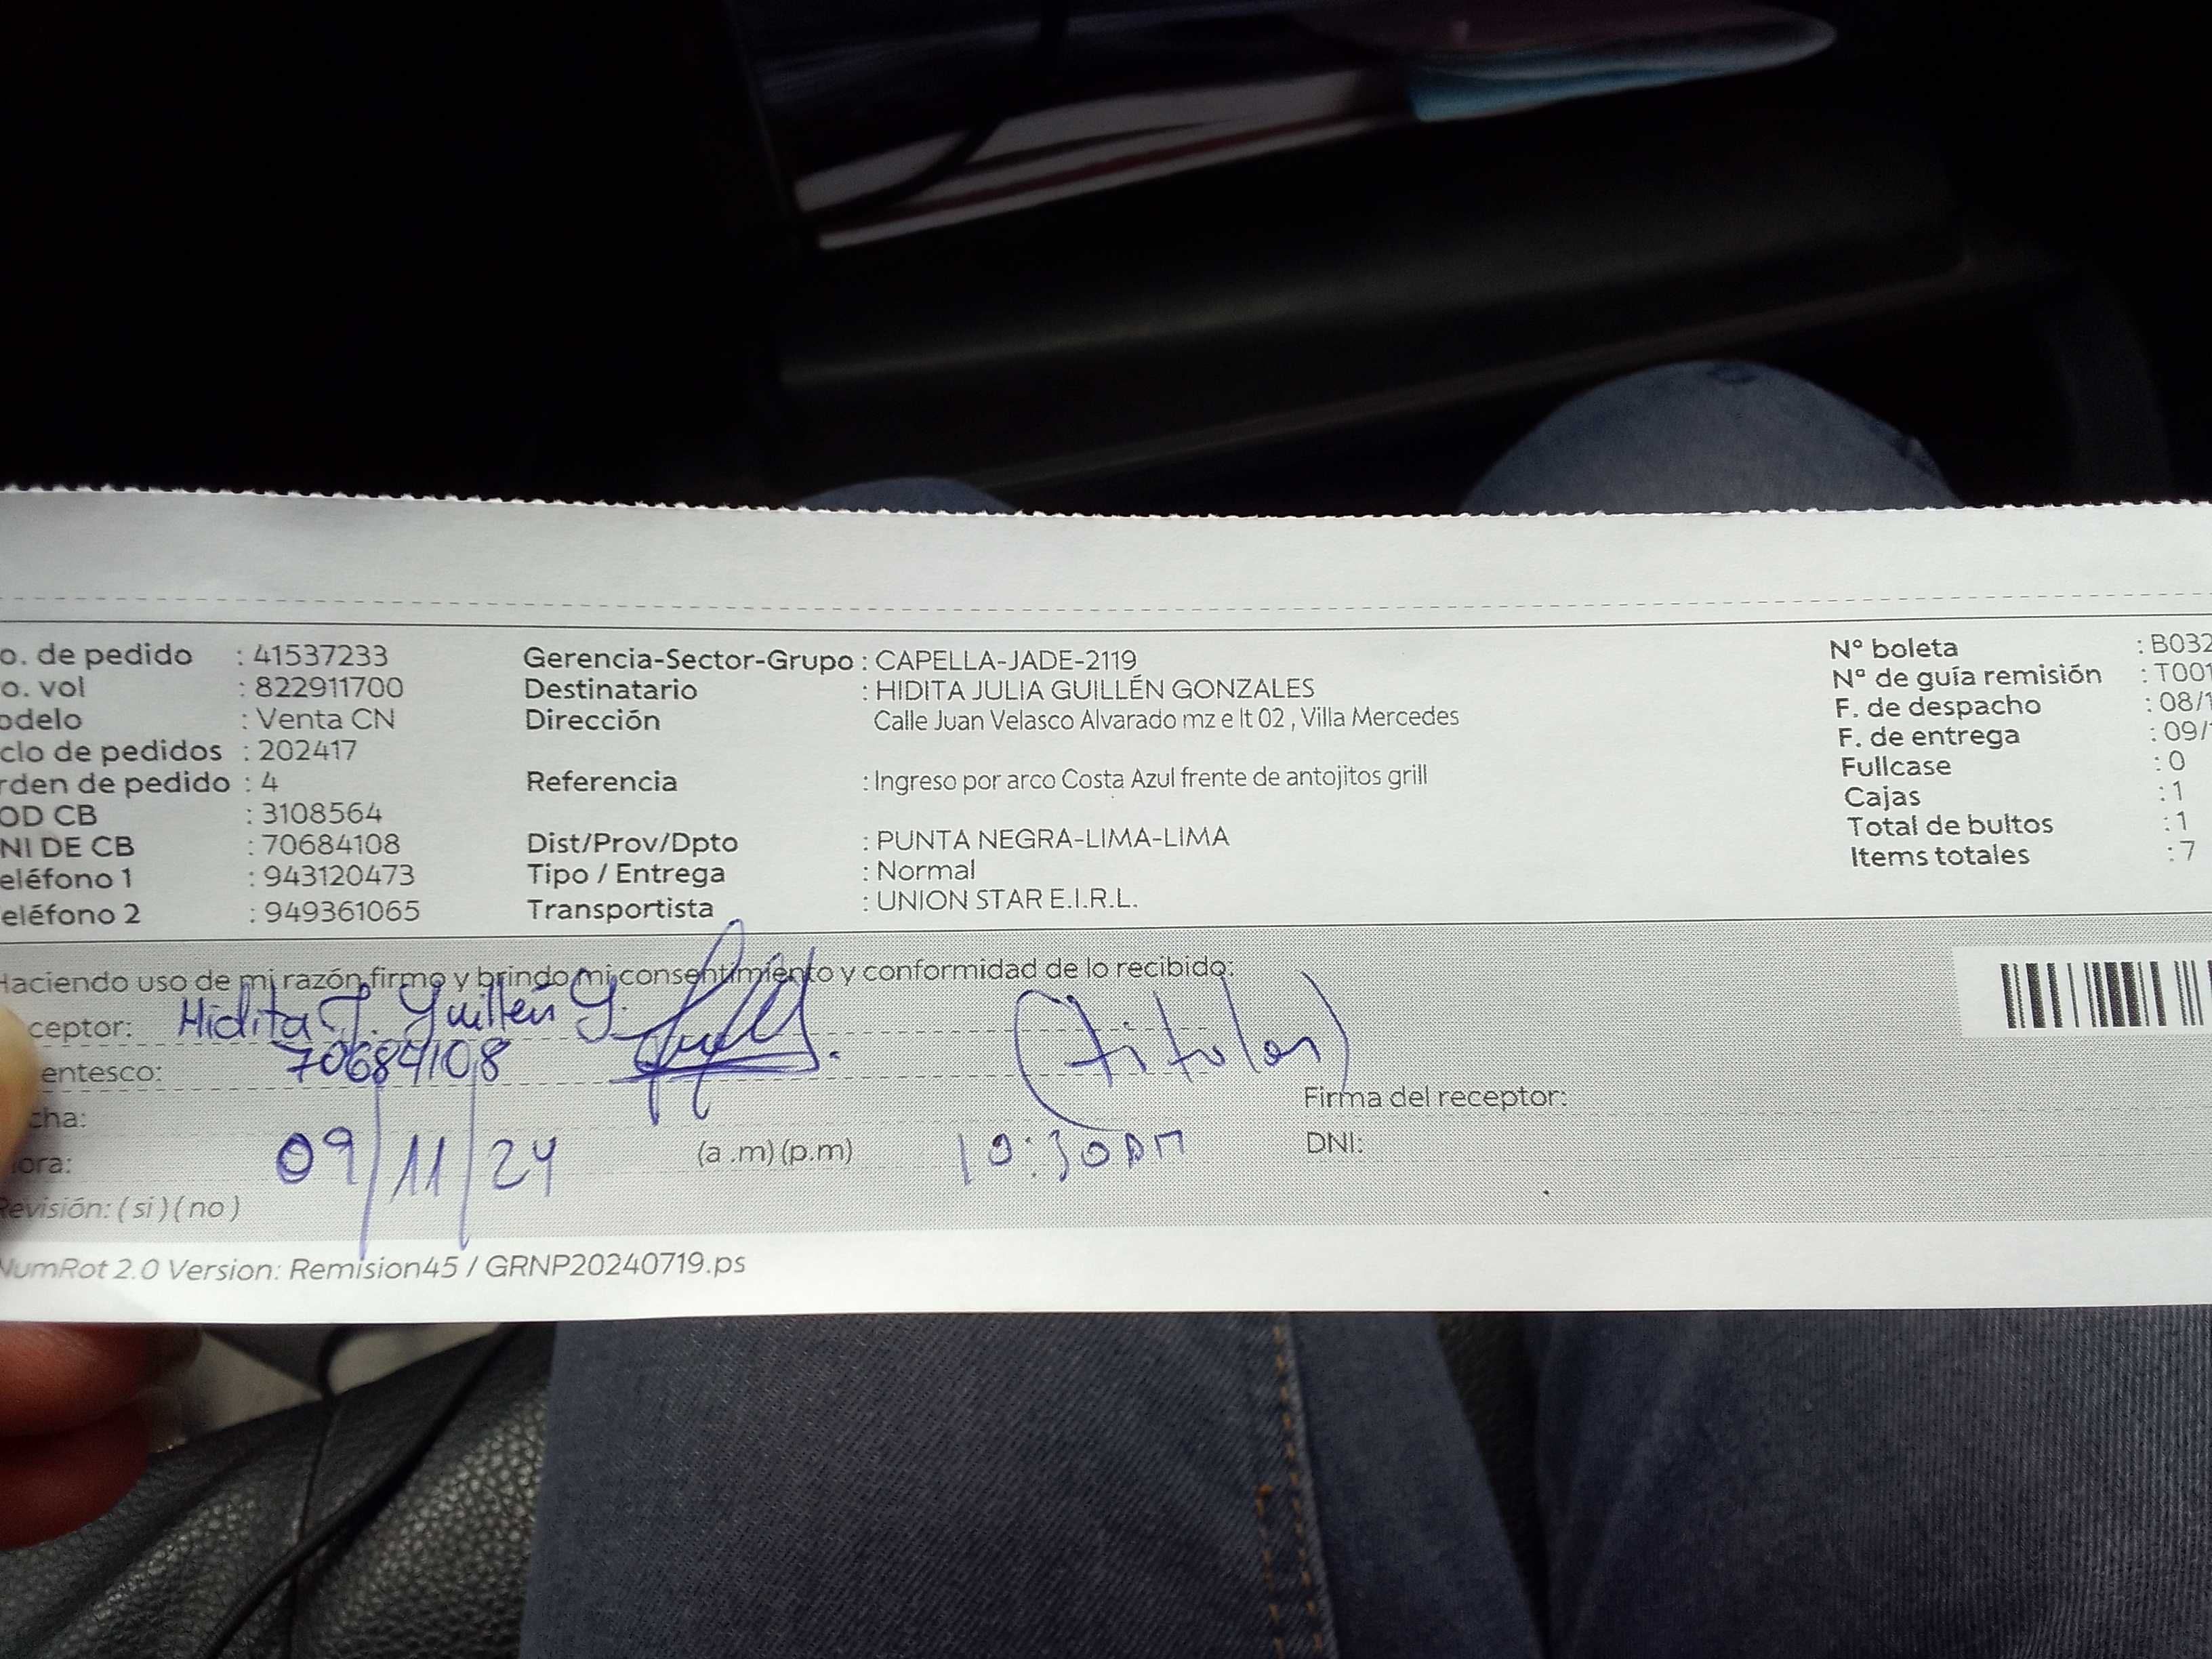 o. de pedido : 41537233 Gerencia-Sector-Grupo : CAPELLA-JADE-2119 Nº boleta : B032
o. vol : 822911700 Destinatario : HIDITA JULIA GUILLÉN GONZALES Nº de guía remisión : T001
odelo : Venta CN Dirección Calle Juan Velasco Alvarado mz e lt 02 , Villa Mercedes F. de despacho : 08/1
clo de pedidos : 202417 F. de entrega : 09/
rden de pedido : 4 Referencia : Ingreso por arco Costa Azul frente de antojitos grill Fullcase : 0
OD CB : 3108564 Cajas : 1
NI DE CB : 70684108 Dist/Prov/Dpto : PUNTA NEGRA-LIMA-LIMA Total de bultos : 1
eléfono 1 : 943120473 Tipo / Entrega : Normal Items totales : 7
eléfono 2 : 949361065 Transportista : UNION STAR E.I.R.L.
Haciendo uso de mi razón firmo y brindo mi consentimiento y conformidad de lo recibido:
ceptor: Hidita J. Guillén G. (titular)
entesco: 70684108
cha: Firma del receptor:
ora: 09/11/24 (a .m) (p.m) 10:30am DNI:
Revisión: ( si ) ( no )
NumRot 2.0 Version: Remision45 / GRNP20240719.ps